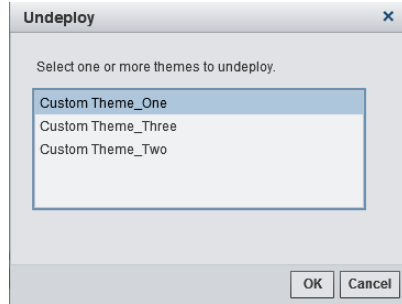 Undeploy
Select one or more themes to undeploy.
Custom Theme_One
Custom Theme_Three
Custom Theme_Two
OK Cancel